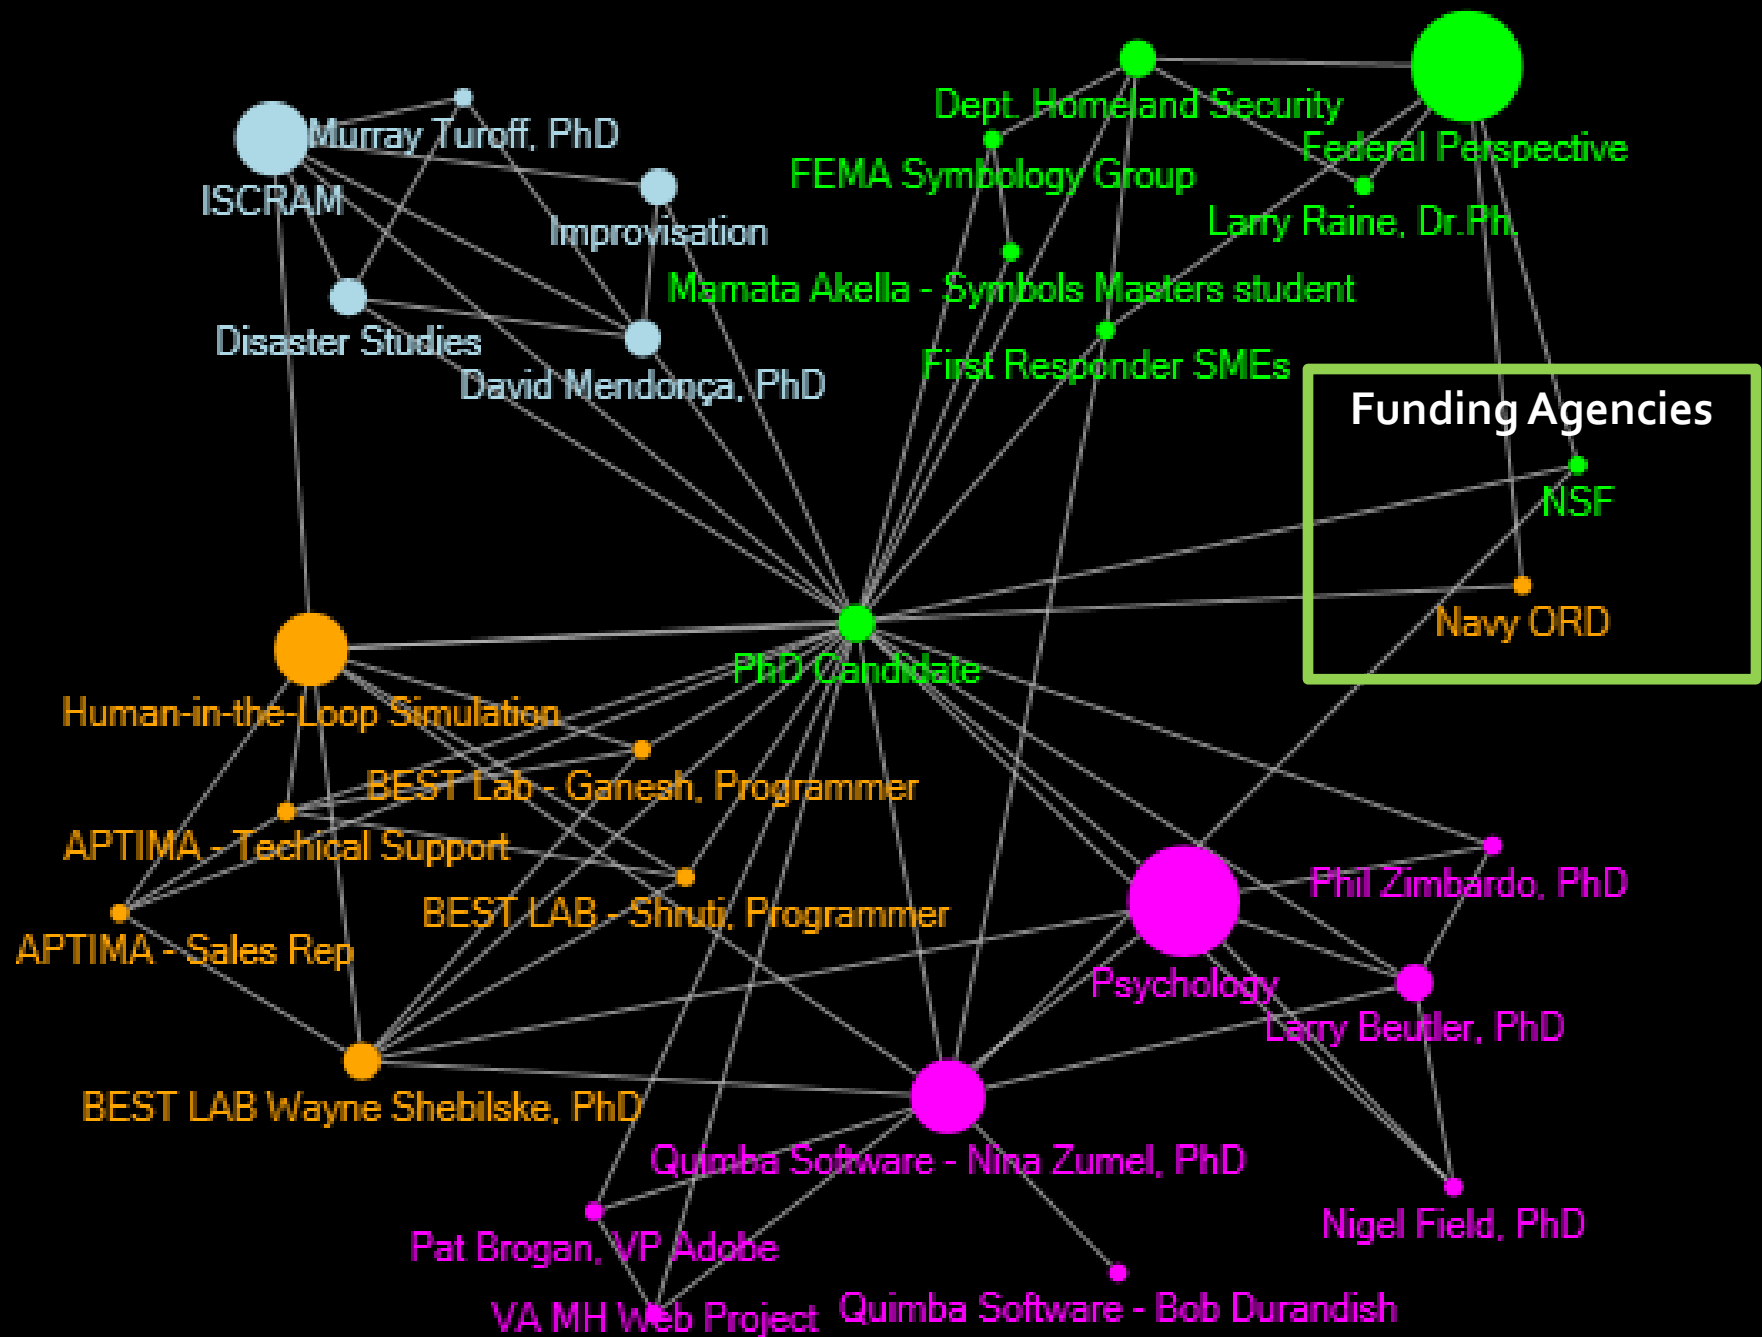 Dept. Homeland Security
Murray Turoff, PhD
Federal Perspective
FEMA Symbology Group
ISCRAM
Larry Raine, Dr.Ph.
Improvisation
Mamata Akella - Symbols Masters student
Disaster Studies
First Responder SMEs
David Mendonça, PhD
Funding Agencies
NSF
Navy ORD
PhD Candidate
Human-in-the-Loop Simulation
BEST Lab - Ganesh, Programmer
APTIMA - Techical Support
Phil Zimbardo, PhD
BEST LAB - Shruti, Programmer
APTIMA - Sales Rep
Psychology
Larry Beutler, PhD
BEST LAB Wayne Shebilske, PhD
Quimba Software - Nina Zumel, PhD
Nigel Field, PhD
Pat Brogan, VP Adobe
Quimba Software - Bob Durandish
VA MH Web Project